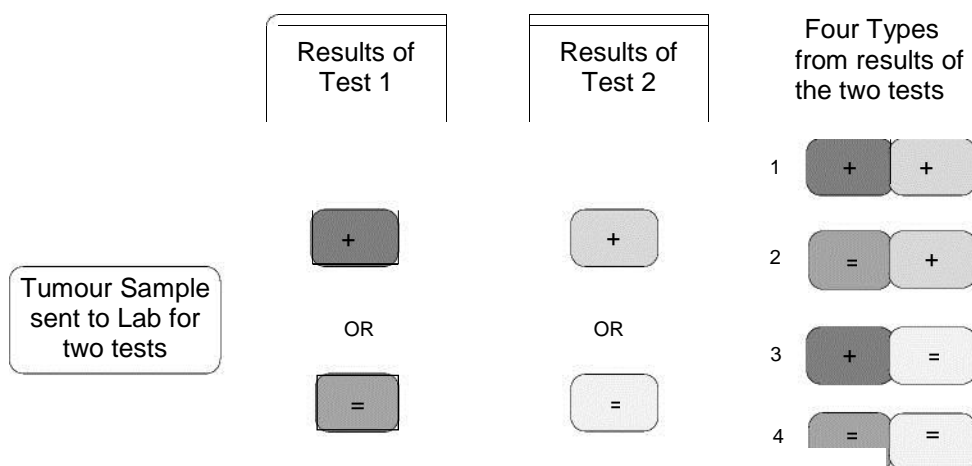 Results of
Test 1
Results of
Test 2
Four Types
from results of
the two tests
1 + +
+ +
2 = +
Tumour Sample
sent to Lab for
two tests
OR OR
3 + =
= =
4 = =